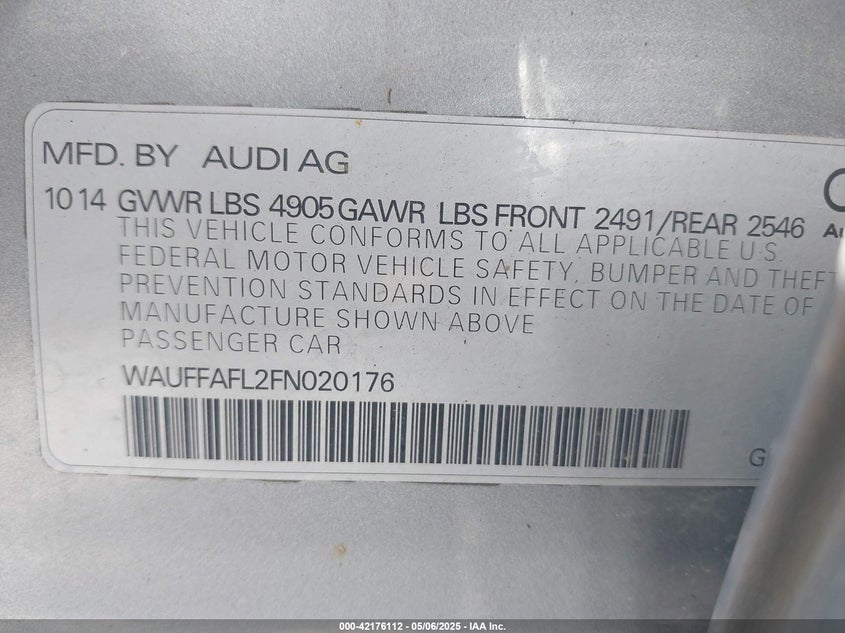 MFD. BY AUDI AG
10 14 GVWR LBS 4905 GAWR LBS FRONT 2491/REAR 2546
THIS VEHICLE CONFORMS TO ALL APPLICABLE U.S.
FEDERAL MOTOR VEHICLE SAFETY, BUMPER AND THEFT
PREVENTION STANDARDS IN EFFECT ON THE DATE OF
MANUFACTURE SHOWN ABOVE
PASSENGER CAR
WAUFFAFL2FN020176
G
000-42176112 - 05/06/2025 - IAA Inc.